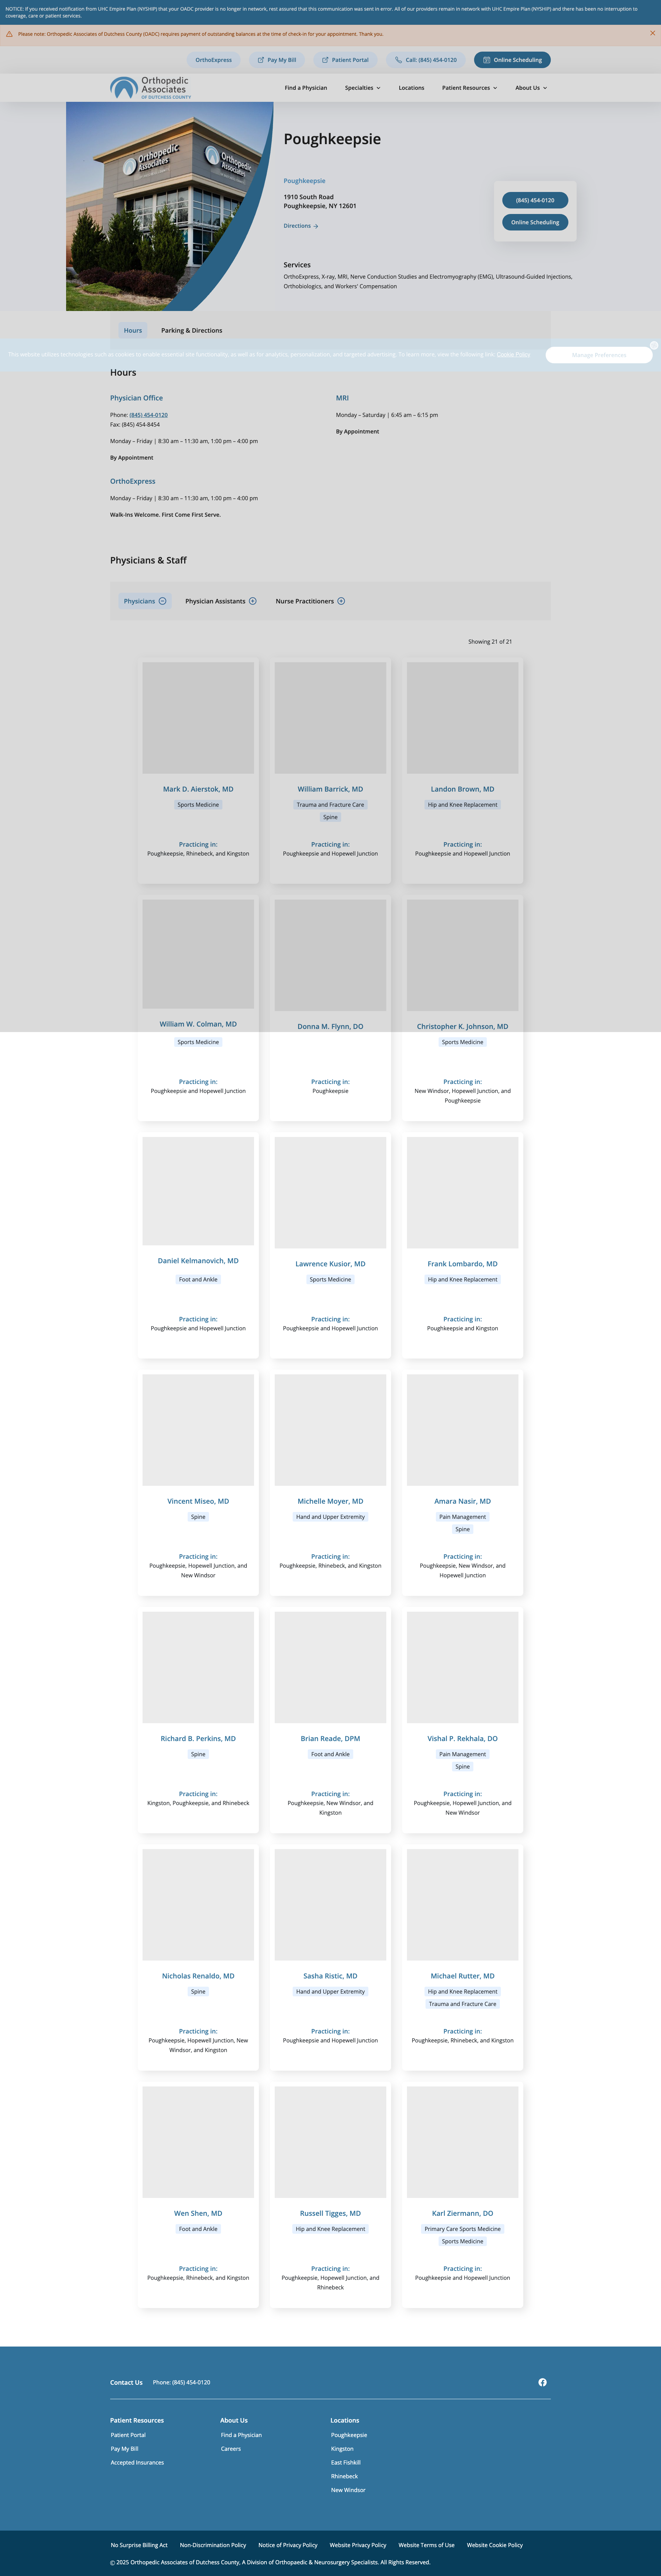 NOTICE: If you received notification from UHC Empire Plan (NYSHIP) that your OADC provider is no longer in network, rest assured that this communication was sent in error. All of our providers remain in network with UHC Empire Plan (NYSHIP) and there has been no interruption to
coverage, care or patient services.
Please note: Orthopedic Associates of Dutchess County (OADC) requires payment of outstanding balances at the time of check-in for your appointment. Thank you.
OrthoExpress Pay My Bill Patient Portal Call: (845) 454-0120 Online Scheduling
Orthopedic
Associates
OF DUTCHESS COUNTY
Find a Physician Specialties Locations Patient Resources About Us
Orthopedic
Associates
Orthopedic
Associates
Poughkeepsie
Poughkeepsie
1910 South Road
Poughkeepsie, NY 12601
Directions
(845) 454-0120
Online Scheduling
Services
OrthoExpress, X-ray, MRI, Nerve Conduction Studies and Electromyography (EMG), Ultrasound-Guided Injections,
Orthobiologics, and Workers' Compensation
Hours Parking & Directions
This website utilizes technologies such as cookies to enable essential site functionality, as well as for analytics, personalization, and targeted advertising. To learn more, view the following link: Cookie Policy
Manage Preferences
Hours
Physician Office
Phone: (845) 454-0120
Fax: (845) 454-8454
Monday – Friday | 8:30 am – 11:30 am, 1:00 pm – 4:00 pm
By Appointment
MRI
Monday – Saturday | 6:45 am – 6:15 pm
By Appointment
OrthoExpress
Monday – Friday | 8:30 am – 11:30 am, 1:00 pm – 4:00 pm
Walk-Ins Welcome. First Come First Serve.
Physicians & Staff
Physicians Physician Assistants Nurse Practitioners
Showing 21 of 21
Mark D. Aierstok, MD
Sports Medicine
Practicing in:
Poughkeepsie, Rhinebeck, and Kingston
William Barrick, MD
Trauma and Fracture Care
Spine
Practicing in:
Poughkeepsie and Hopewell Junction
Landon Brown, MD
Hip and Knee Replacement
Practicing in:
Poughkeepsie and Hopewell Junction
William W. Colman, MD
Sports Medicine
Practicing in:
Poughkeepsie and Hopewell Junction
Donna M. Flynn, DO
Practicing in:
Poughkeepsie
Christopher K. Johnson, MD
Sports Medicine
Practicing in:
New Windsor, Hopewell Junction, and
Poughkeepsie
Daniel Kelmanovich, MD
Foot and Ankle
Practicing in:
Poughkeepsie and Hopewell Junction
Lawrence Kusior, MD
Sports Medicine
Practicing in:
Poughkeepsie and Hopewell Junction
Frank Lombardo, MD
Hip and Knee Replacement
Practicing in:
Poughkeepsie and Kingston
Vincent Miseo, MD
Spine
Practicing in:
Poughkeepsie, Hopewell Junction, and
New Windsor
Michelle Moyer, MD
Hand and Upper Extremity
Practicing in:
Poughkeepsie, Rhinebeck, and Kingston
Amara Nasir, MD
Pain Management
Spine
Practicing in:
Poughkeepsie, New Windsor, and
Hopewell Junction
Richard B. Perkins, MD
Spine
Practicing in:
Kingston, Poughkeepsie, and Rhinebeck
Brian Reade, DPM
Foot and Ankle
Practicing in:
Poughkeepsie, New Windsor, and
Kingston
Vishal P. Rekhala, DO
Pain Management
Spine
Practicing in:
Poughkeepsie, Hopewell Junction, and
New Windsor
Nicholas Renaldo, MD
Spine
Practicing in:
Poughkeepsie, Hopewell Junction, New
Windsor, and Kingston
Sasha Ristic, MD
Hand and Upper Extremity
Practicing in:
Poughkeepsie and Hopewell Junction
Michael Rutter, MD
Hip and Knee Replacement
Trauma and Fracture Care
Practicing in:
Poughkeepsie, Rhinebeck, and Kingston
Wen Shen, MD
Foot and Ankle
Practicing in:
Poughkeepsie, Rhinebeck, and Kingston
Russell Tigges, MD
Hip and Knee Replacement
Practicing in:
Poughkeepsie, Hopewell Junction, and
Rhinebeck
Karl Ziermann, DO
Primary Care Sports Medicine
Sports Medicine
Practicing in:
Poughkeepsie and Hopewell Junction
Contact Us Phone: (845) 454-0120
Patient Resources
Patient Portal
Pay My Bill
Accepted Insurances
About Us
Find a Physician
Careers
Locations
Poughkeepsie
Kingston
East Fishkill
Rhinebeck
New Windsor
No Surprise Billing Act Non-Discrimination Policy Notice of Privacy Policy Website Privacy Policy Website Terms of Use Website Cookie Policy
© 2025 Orthopedic Associates of Dutchess County, A Division of Orthopaedic & Neurosurgery Specialists. All Rights Reserved.